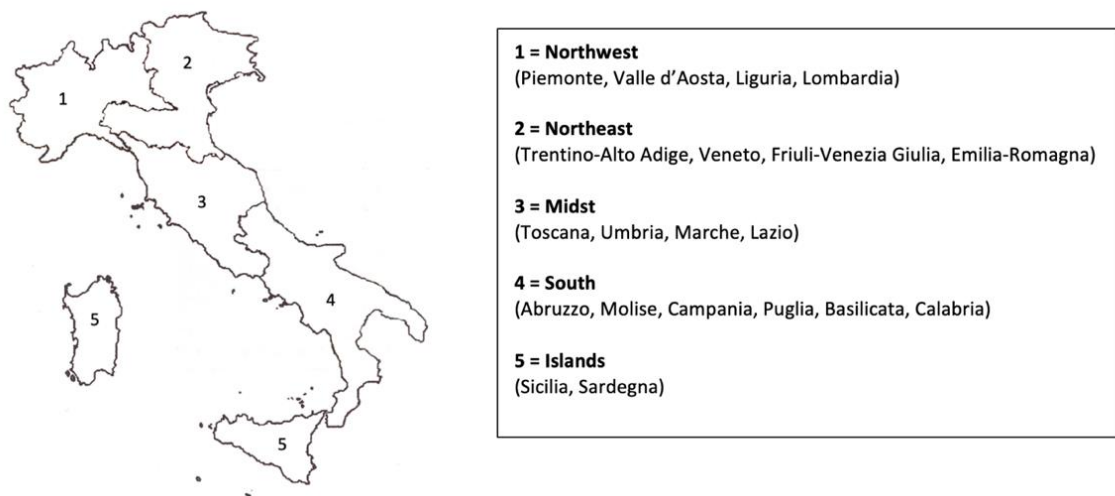 1
2
3
4
5
5
1 = Northwest
(Piemonte, Valle d’Aosta, Liguria, Lombardia)
2 = Northeast
(Trentino-Alto Adige, Veneto, Friuli-Venezia Giulia, Emilia-Romagna)
3 = Midst
(Toscana, Umbria, Marche, Lazio)
4 = South
(Abruzzo, Molise, Campania, Puglia, Basilicata, Calabria)
5 = Islands
(Sicilia, Sardegna)